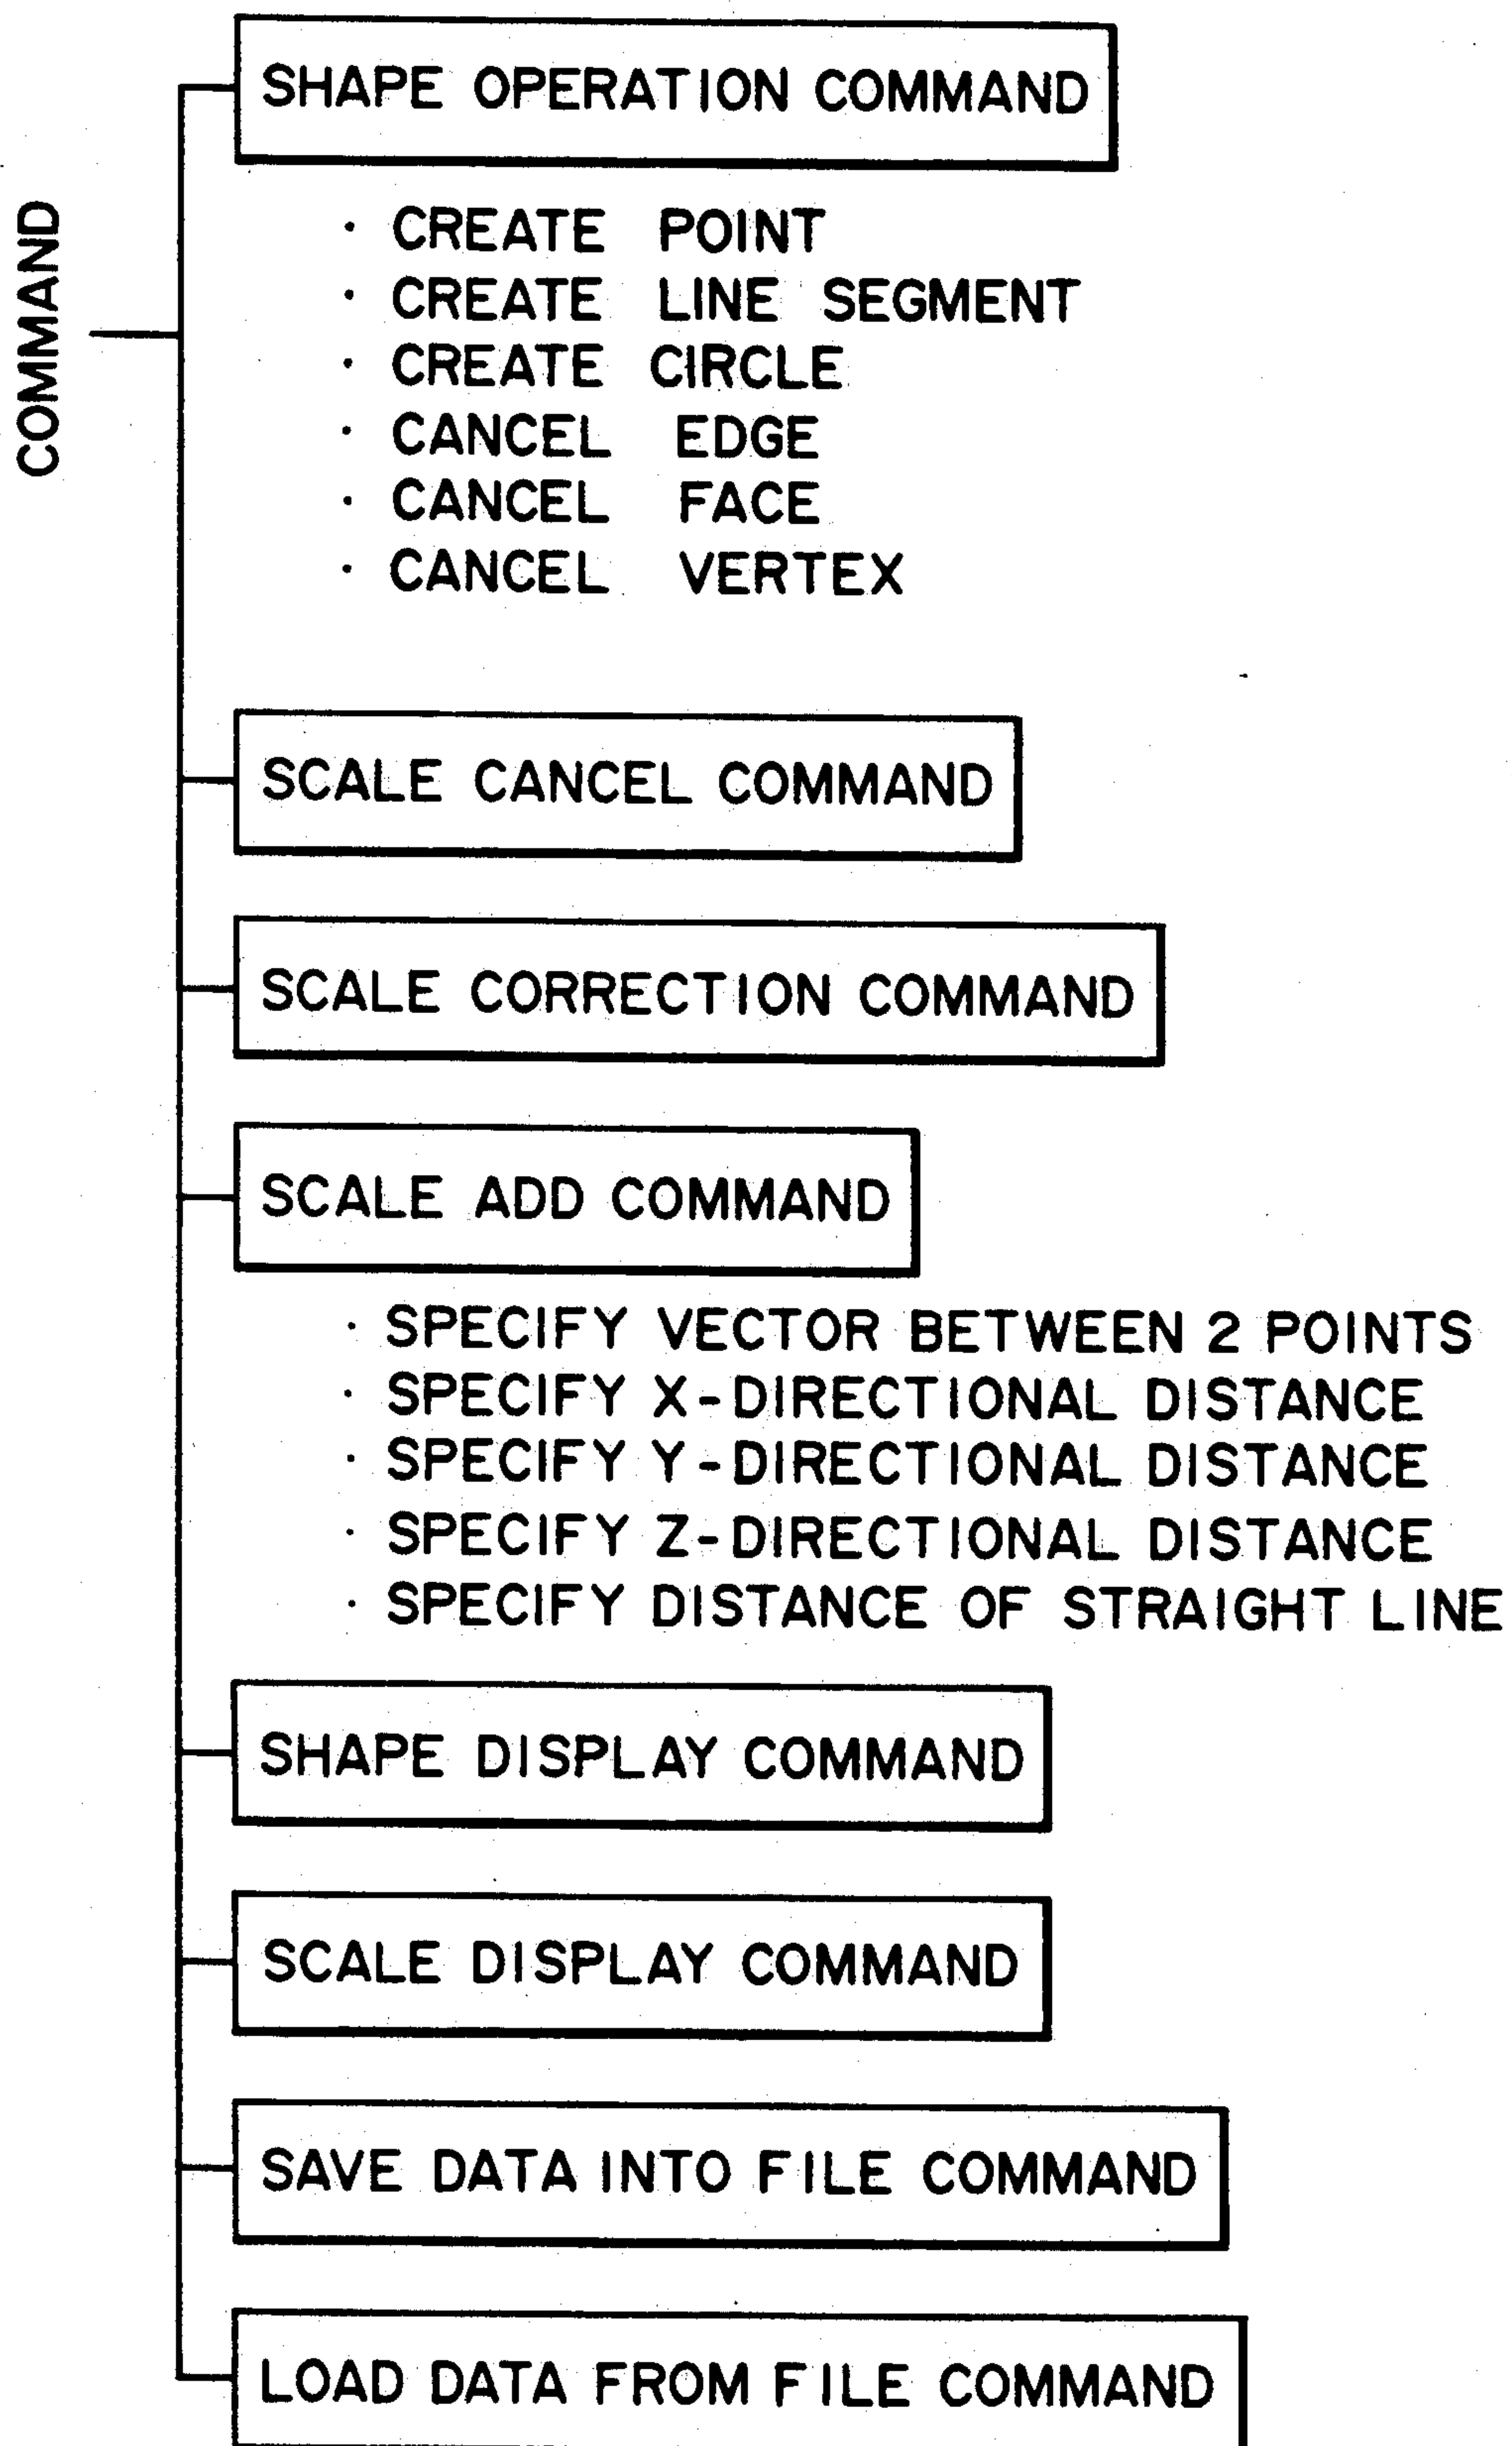 COMMAND
SHAPE OPERATION COMMAND
· CREATE POINT
· CREATE LINE SEGMENT
· CREATE CIRCLE
· CANCEL EDGE
· CANCEL FACE
· CANCEL VERTEX
SCALE CANCEL COMMAND
SCALE CORRECTION COMMAND
SCALE ADD COMMAND
· SPECIFY VECTOR BETWEEN 2 POINTS
· SPECIFY X-DIRECTIONAL DISTANCE
· SPECIFY Y-DIRECTIONAL DISTANCE
· SPECIFY Z-DIRECTIONAL DISTANCE
· SPECIFY DISTANCE OF STRAIGHT LINE
SHAPE DISPLAY COMMAND
SCALE DISPLAY COMMAND
SAVE DATA INTO FILE COMMAND
LOAD DATA FROM FILE COMMAND